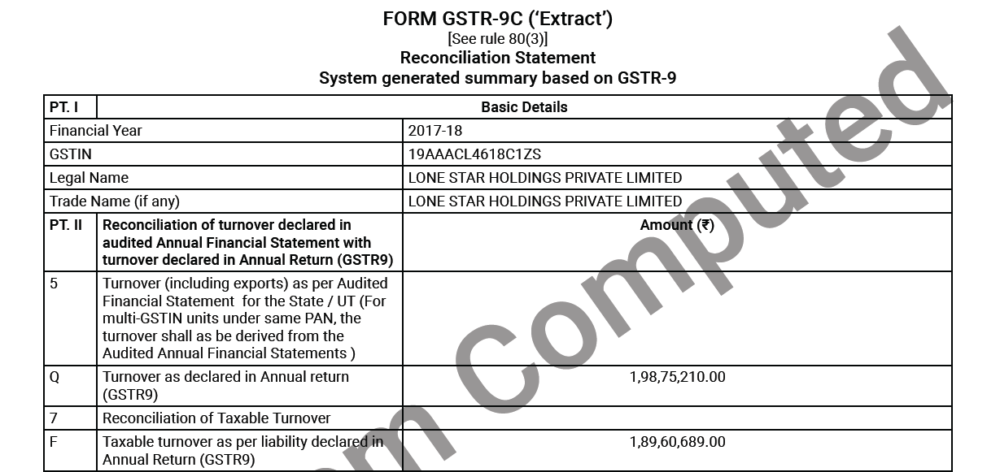 FORM GSTR-9C (‘Extract’)
[See rule 80(3)]
Reconciliation Statement
System generated summary based on GSTR-9
PT. I Basic Details
Financial Year 2017-18
GSTIN 19AAACL4618C1ZS
Legal Name LONE STAR HOLDINGS PRIVATE LIMITED
Trade Name (if any) LONE STAR HOLDINGS PRIVATE LIMITED
PT. II Reconciliation of turnover declared in Amount (₹)
audited Annual Financial Statement with
turnover declared in Annual Return (GSTR9)
5 Turnover (including exports) as per Audited
Financial Statement for the State / UT (For
multi-GSTIN units under same PAN, the
turnover shall as be derived from the
Audited Annual Financial Statements )
Q Turnover as declared in Annual return 1,98,75,210.00
(GSTR9)
7 Reconciliation of Taxable Turnover
F Taxable turnover as per liability declared in 1,89,60,689.00
Annual Return (GSTR9)
Computed